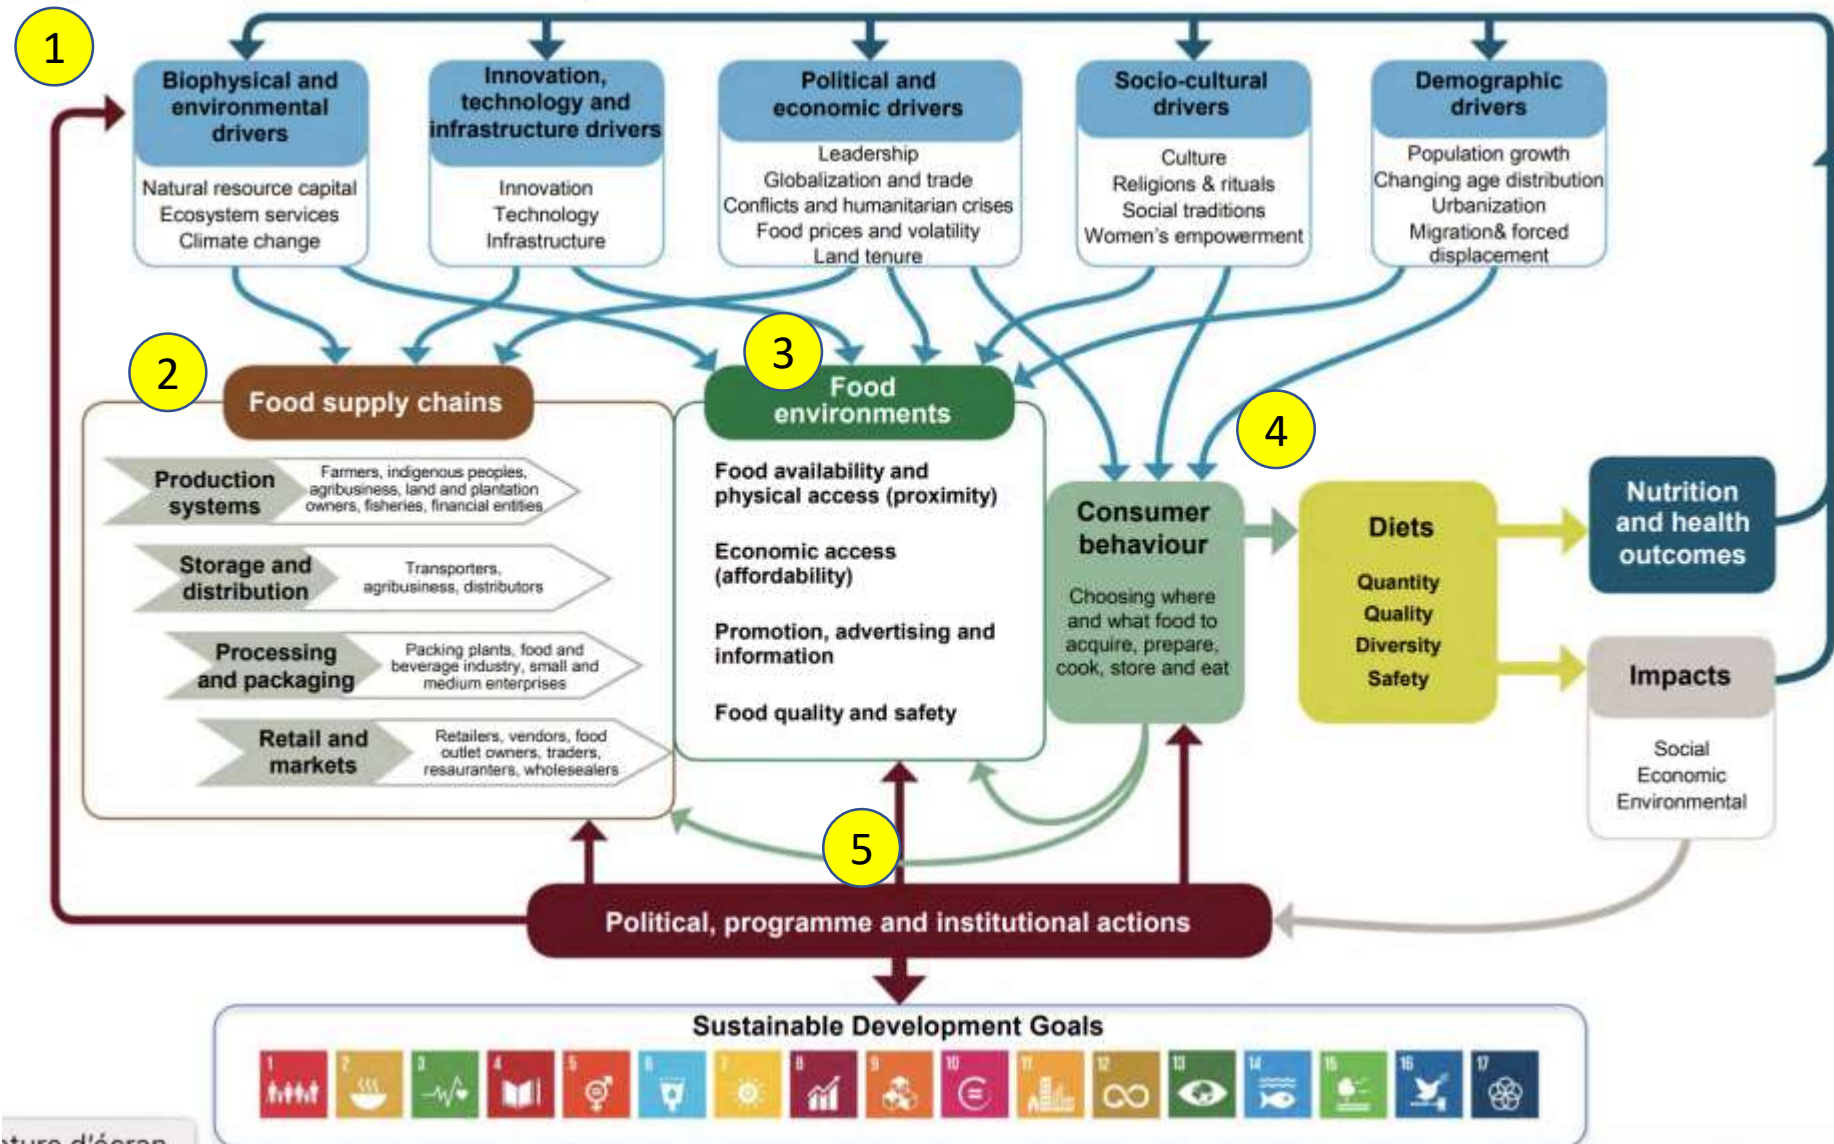 1
Biophysical and
environmental
drivers
Natural resource capital
Ecosystem services
Climate change
Innovation,
technology and
infrastructure drivers
Innovation
Technology
Infrastructure
Political and
economic drivers
Leadership
Globalization and trade
Conflicts and humanitarian crises
Food prices and volatility
Land tenure
Socio-cultural
drivers
Culture
Religions & rituals
Social traditions
Women's empowerment
Demographic
drivers
Population growth
Changing age distribution
Urbanization
Migration& forced
displacement
2
Food supply chains
Production
systems
Farmers, indigenous peoples,
agribusiness, land and plantation
owners, fisheries, financial entities
Storage and
distribution
Transporters,
agribusiness, distributors
Processing
and packaging
Packing plants, food and
beverage industry, small and
medium enterprises
Retail and
markets
Retailers, vendors, food
outlet owners, traders,
resauranters, wholesealers
3
Food
environments
Food availability and
physical access (proximity)
Economic access
(affordability)
Promotion, advertising and
information
Food quality and safety
4
Consumer
behaviour
Choosing where
and what food to
acquire, prepare,
cook, store and eat
Diets
Quantity
Quality
Diversity
Safety
Nutrition
and health
outcomes
Impacts
Social
Economic
Environmental
5
Political, programme and institutional actions
Sustainable Development Goals
1 2 3 4 5 6 7 8 9 10 11 12 13 14 15 16 17
d'écran